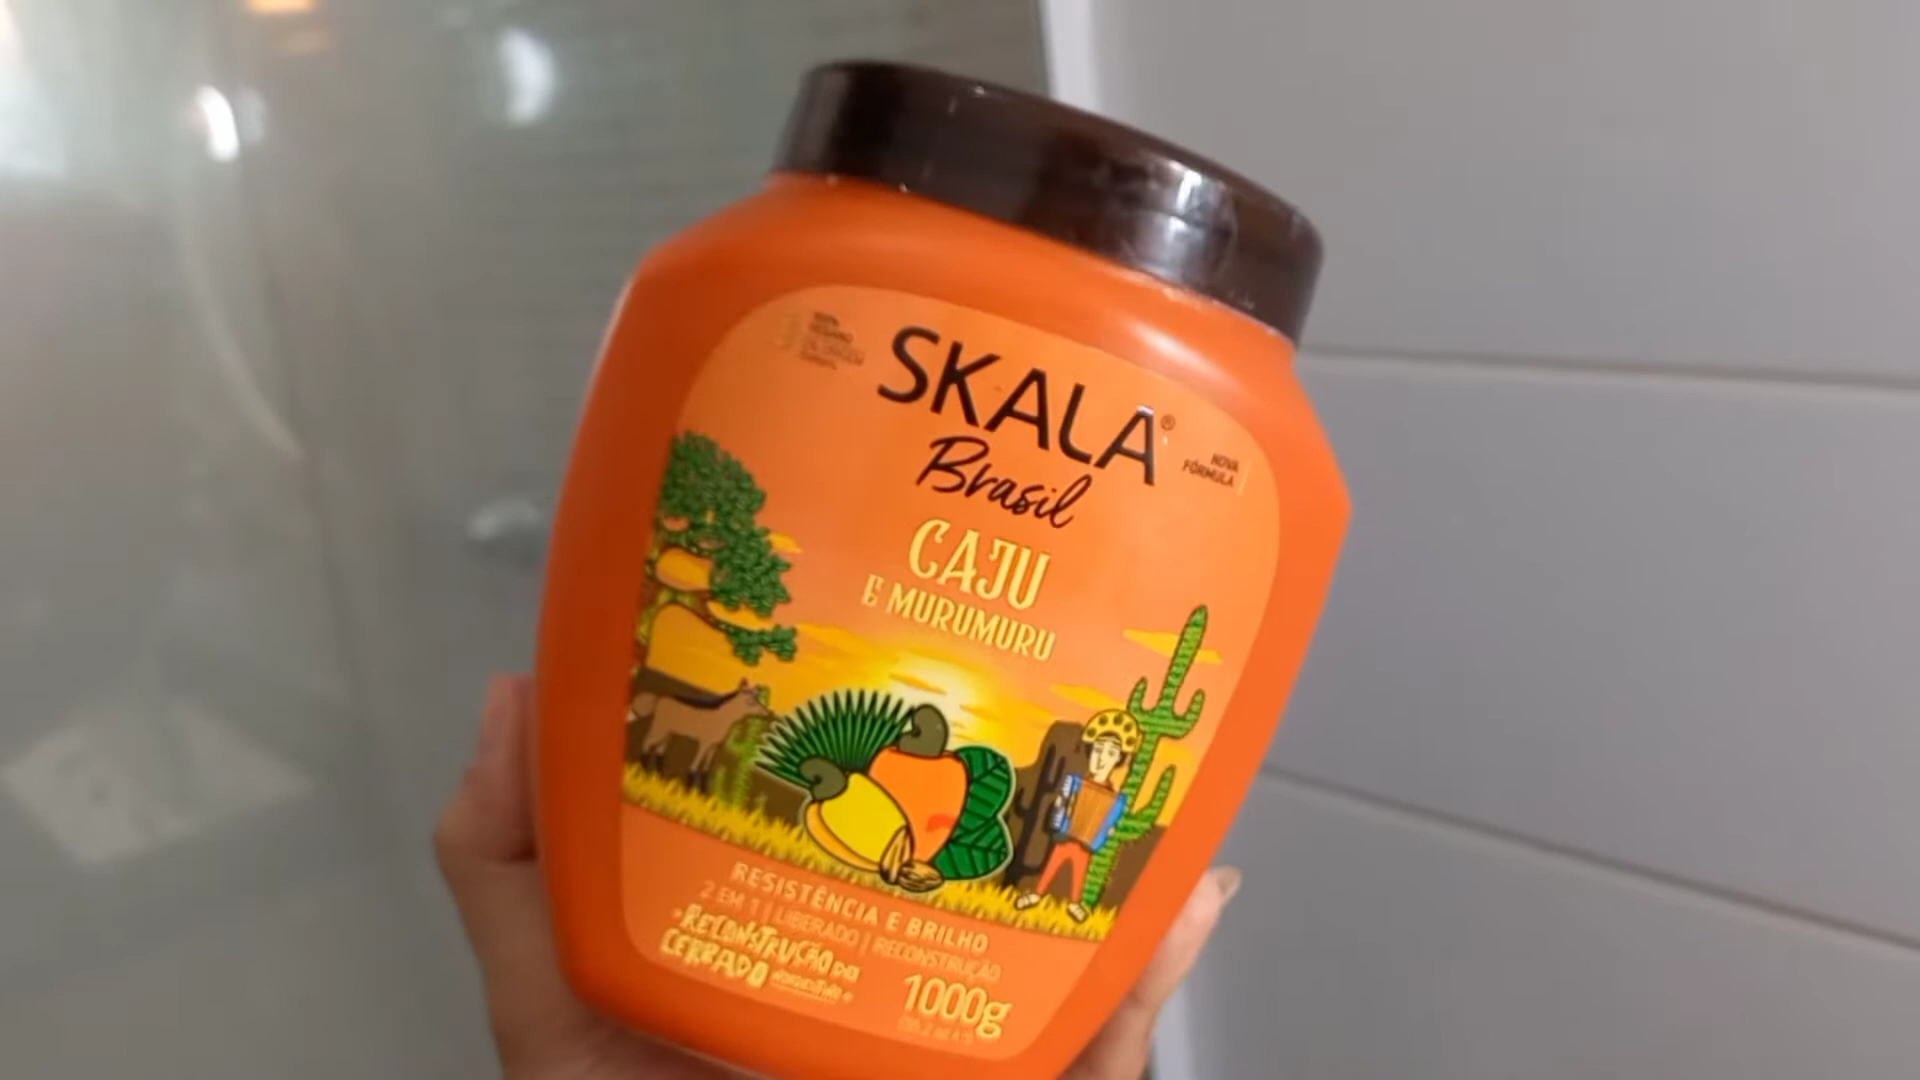 SKALA®
Brasil
NOVA
FÓRMULA
CAJU
E MURUMURU
RESISTÊNCIA E BRILHO
2 EM 1 | LIBERADO | RECONSTRUÇÃO
RECONSTRUÇÃO DO
CERRADO
1000g